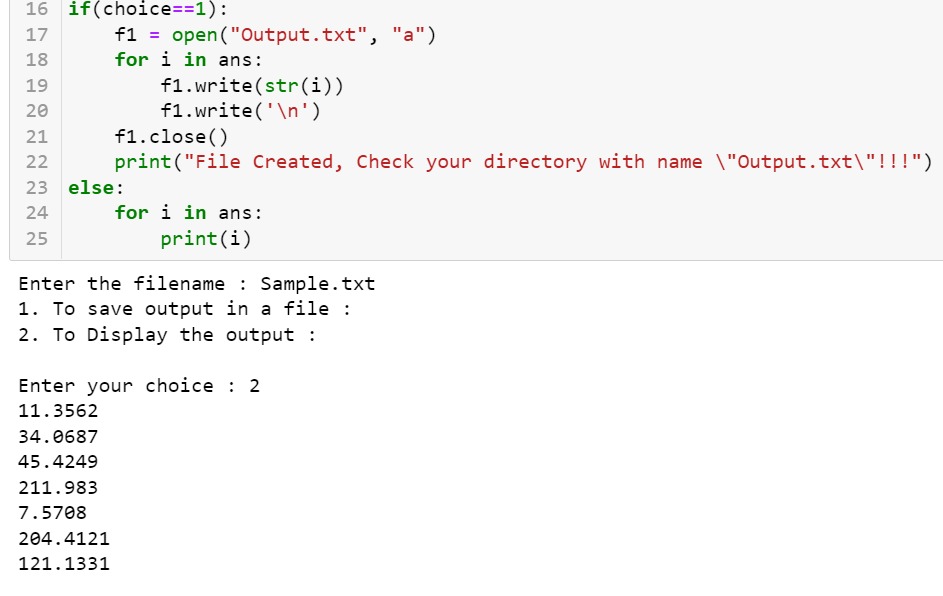 16 if(choice==1):
17     f1 = open("Output.txt", "a")
18     for i in ans:
19         f1.write(str(i))
20         f1.write('\n')
21     f1.close()
22     print("File Created, Check your directory with name \"Output.txt\"!!!")
23 else:
24     for i in ans:
25         print(i)
Enter the filename : Sample.txt
1. To save output in a file :
2. To Display the output :
Enter your choice : 2
11.3562
34.0687
45.4249
211.983
7.5708
204.4121
121.1331